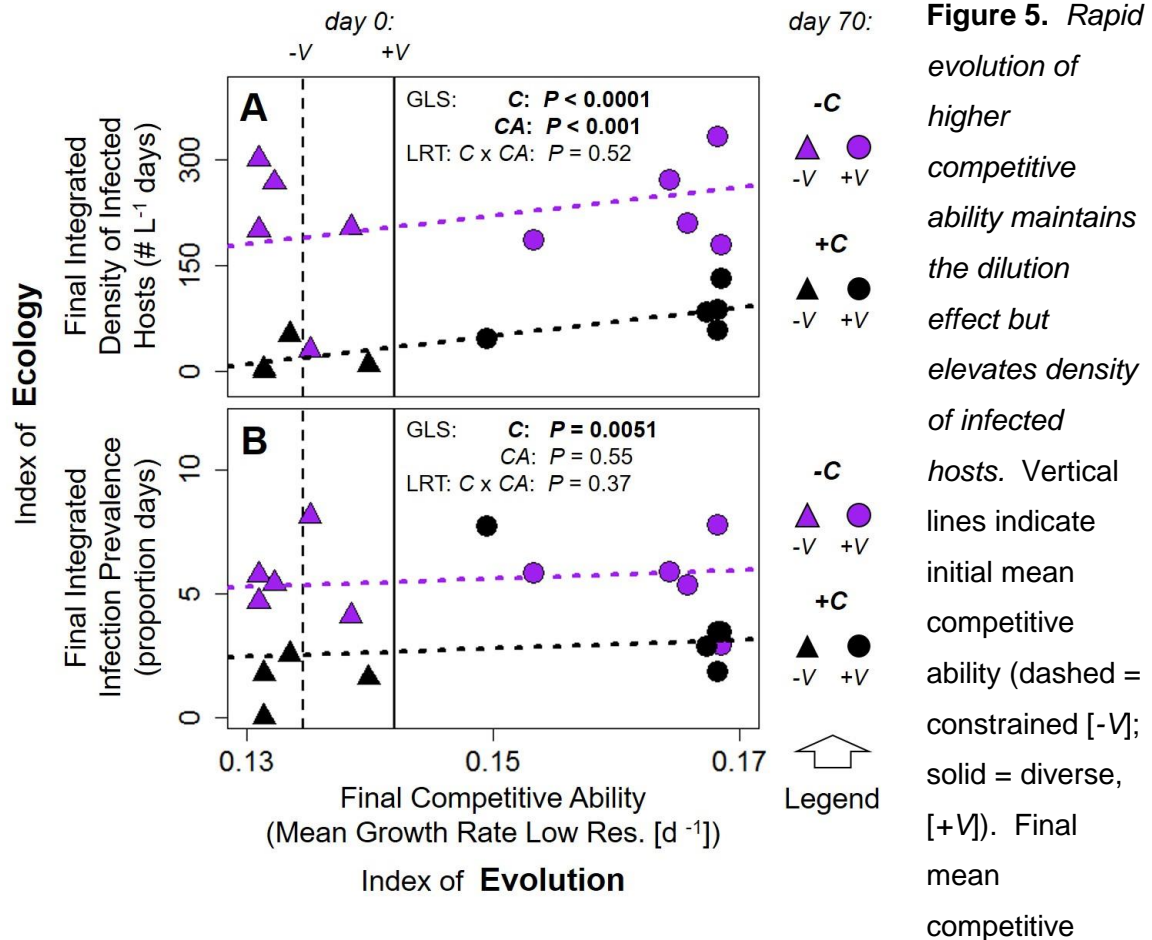 day 0:
-V
+V
day 70:
A
GLS: C: P < 0.0001
CA: P < 0.001
LRT: C x CA: P = 0.52
Final Integrated
Density of Infected
Hosts (# L⁻¹ days)
300
150
0
-C
-V +V
+C
-V +V
Index of Ecology
B
GLS: C: P = 0.0051
CA: P = 0.55
LRT: C x CA: P = 0.37
Final Integrated
Infection Prevalence
(proportion days)
10
5
0
-C
-V +V
+C
-V +V
Legend
0.13 0.15 0.17
Final Competitive Ability
(Mean Growth Rate Low Res. [d ⁻¹])
Index of Evolution
Figure 5. Rapid
evolution of
higher
competitive
ability maintains
the dilution
effect but
elevates density
of infected
hosts. Vertical
lines indicate
initial mean
competitive
ability (dashed =
constrained [-V];
solid = diverse,
[+V]). Final
mean
competitive